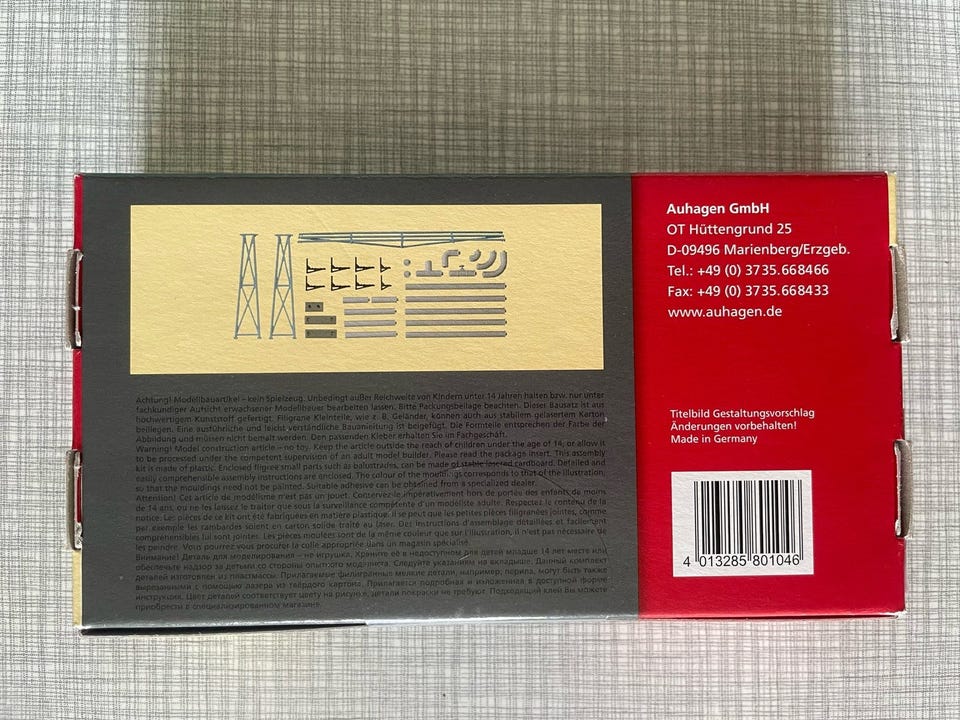 Auhagen GmbH
OT Hüttengrund 25
D-09496 Marienberg/Erzgeb.
Tel.: +49 (0) 3735.668466
Fax: +49 (0) 3735.668433
www.auhagen.de
Achtung! Modellbauartikel – kein Spielzeug. Unbedingt außer Reichweite von Kindern unter 14 Jahren halten bzw. nur unter
fachkundiger Aufsicht erwachsener Modellbauer bearbeiten lassen. Bitte Packungsbeilage beachten. Dieser Bausatz ist aus
hochwertigem Kunststoff gefertigt. Filigrane Kleinteile, wie z. B. Geländer, können auch aus stabilem gelasertem Karton
beiliegen. Eine ausführliche und leicht verständliche Bauanleitung ist beigefügt. Die Formteile entsprechen der Farbe der
Abbildung und müssen nicht bemalt werden. Den passenden Kleber erhalten Sie im Fachgeschäft.
Warning! Model construction article – no toy. Keep the article outside the reach of children under the age of 14, or allow it
to be processed under the competent supervision of an adult model builder. Please read the package insert. This assembly
kit is made of plastic. Enclosed filigree small parts such as balustrades, can be made of stable lasered cardboard. Detailed and
easily comprehensible assembly instructions are enclosed. The colour of the mouldings corresponds to that of the illustration,
so that the mouldings need not be painted. Suitable adhesive can be obtained from a specialized dealer.
Attention! Cet article de modélisme n'est pas un jouet. Conservez-le impérativement hors de portée des enfants de moins
de 14 ans, ou ne les laissez le traiter que sous la surveillance compétente d'un modéliste adulte. Respectez le contenu de la
notice. Les pièces de ce kit ont été fabriquées en matière plastique. Il se peut que les petites pièces filigranées jointes, comme
par exemple les rambardes soient en carton solide traité au laser. Des instructions d'assemblage détaillées et facilement
compréhensibles lui sont jointes. Les pièces moulées sont de la même couleur que sur l'illustration, il n'est pas nécessaire de
les peindre. Vous pourrez vous procurer la colle appropriée dans un magasin spécialisé.
Внимание! Деталь для моделирования – не игрушка. Храните её в недоступном для детей младше 14 лет месте или
обеспечьте надзор за детьми со стороны опытного моделиста. Следуйте указаниям на вкладыше. Данный комплект
деталей изготовлен из пластмассы. Прилагаемые филигранные мелкие детали, например, перила, могут быть также
вырезанными с помощью лазера из твёрдого картона. Прилагается подробная и изложенная в доступной форме
инструкция. Цвет деталей соответствует цвету на рисунке, детали покраски не требуют. Подходящий клей Вы можете
приобрести в специализированном магазине.
Titelbild Gestaltungsvorschlag
Änderungen vorbehalten!
Made in Germany
4 013285 801046